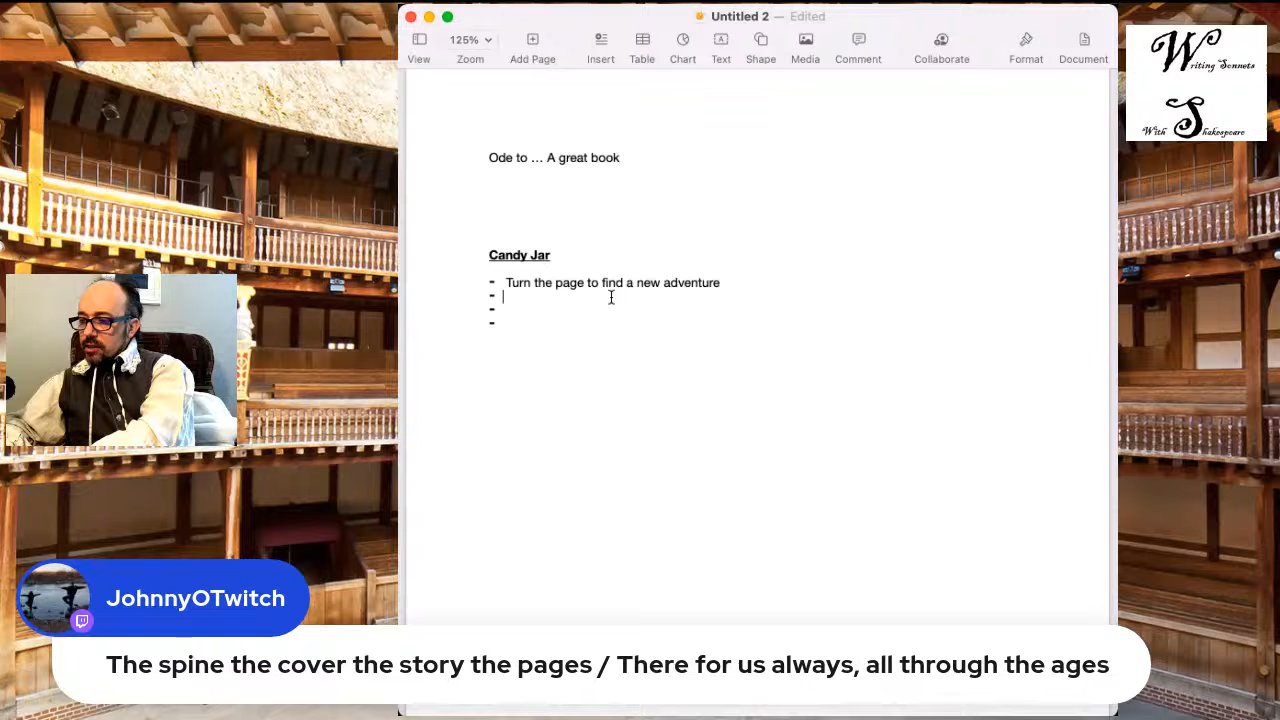 Untitled 2 — Edited
125%
View
Zoom
Add Page
Insert
Table
Chart
Text
Shape
Media
Comment
Collaborate
Format
Document
Writing Sonnets
With Shakespeare
Ode to ... A great book
Candy Jar
- Turn the page to find a new adventure
-
-
-
JohnnyOTwitch
The spine the cover the story the pages / There for us always, all through the ages